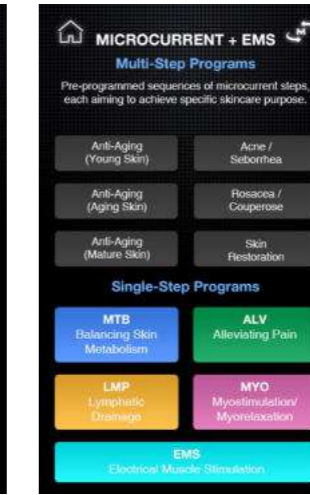 MICROCURRENT + EMS
M
Multi-Step Programs
Pre-programmed sequences of microcurrent steps,
each aiming to achieve specific skincare purpose.
Anti-Aging
(Young Skin)
Acne /
Seborrhea
Anti-Aging
(Aging Skin)
Rosacea /
Couperose
Anti-Aging
(Mature Skin)
Skin
Restoration
Single-Step Programs
MTB
Balancing Skin
Metabolism
ALV
Alleviating Pain
LMP
Lymphatic
Drainage
MYO
Myostimulation/
Myorelaxation
EMS
Electrical Muscle Stimulation